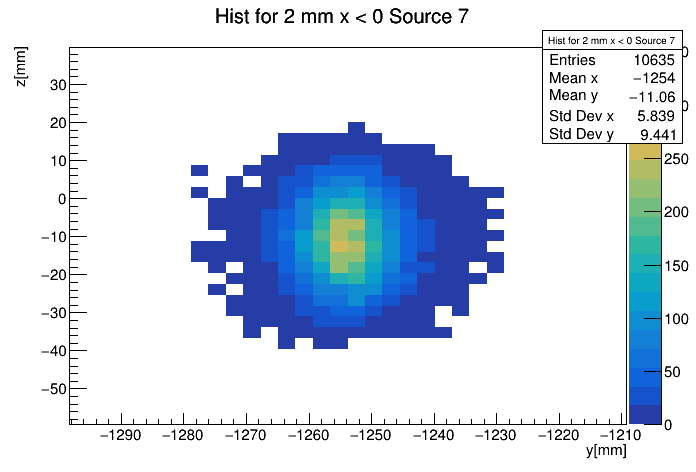 Hist for 2 mm x < 0 Source 7
Hist for 2 mm x < 0 Source 7
Entries 10635
Mean x −1254
Mean y −11.06
Std Dev x 5.839
Std Dev y 9.441
z[mm]
30
20
10
0
−10
−20
−30
−40
−50
250
200
150
100
50
0
−1290 −1280 −1270 −1260 −1250 −1240 −1230 −1220 −1210
y[mm]